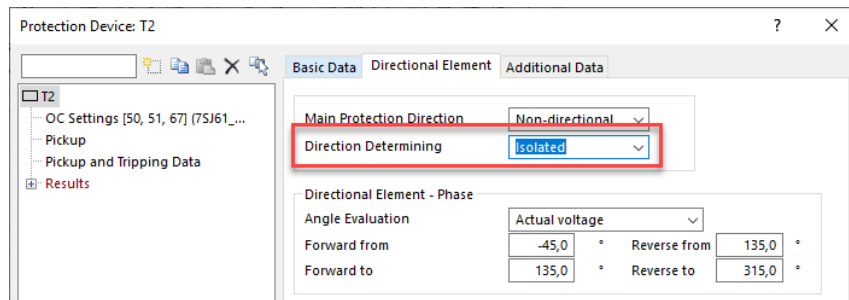 Protection Device: T2
? ×
Basic Data Directional Element Additional Data
T2
OC Settings [50, 51, 67] (7SJ61_...
Pickup
Pickup and Tripping Data
Results
Main Protection Direction Non-directional
Direction Determining Isolated
Directional Element - Phase
Angle Evaluation Actual voltage
Forward from -45,0 ° Reverse from 135,0 °
Forward to 135,0 ° Reverse to 315,0 °